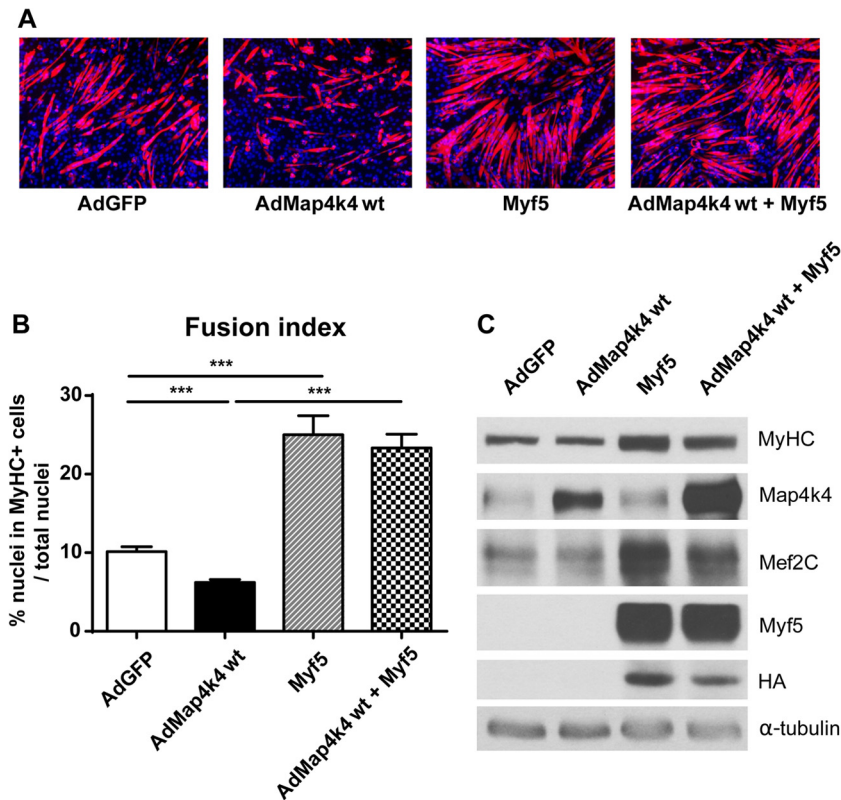 A
AdGFP
AdMap4k4 wt
Myf5
AdMap4k4 wt + Myf5
B
Fusion index
***
***
***
% nuclei in MyHC+ cells
/ total nuclei
30
20
10
0
AdGFP
AdMap4k4 wt
Myf5
AdMap4k4 wt + Myf5
C
AdGFP
AdMap4k4 wt
Myf5
AdMap4k4 wt + Myf5
MyHC
Map4k4
Mef2C
Myf5
HA
α-tubulin